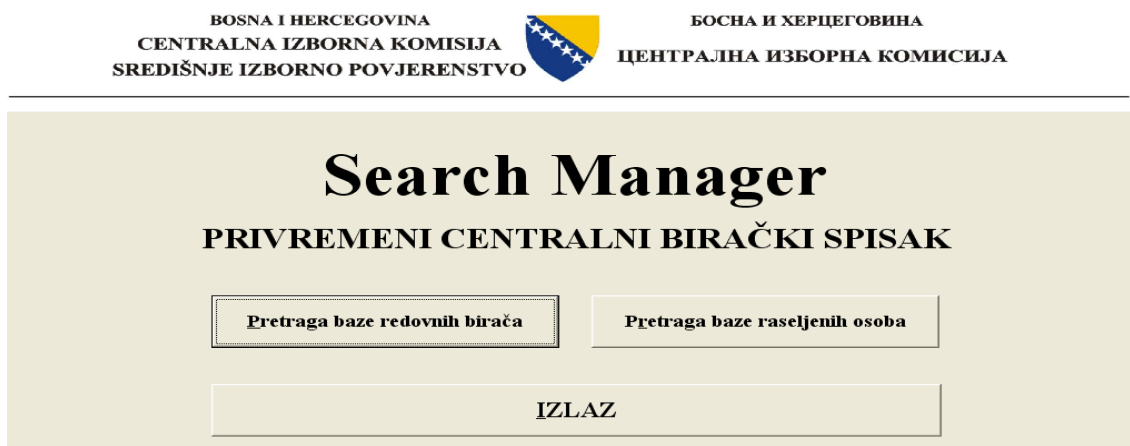 BOSNA I HERCEGOVINA
CENTRALNA IZBORNA KOMISIJA
SREDIŠNJE IZBORNO POVJERENSTVO
БОСНА И ХЕРЦЕГОВИНА
ЦЕНТРАЛНА ИЗБОРНА КОМИСИЈА
Search Manager
PRIVREMENI CENTRALNI BIRAČKI SPISAK
Pretraga baze redovnih birača
Pretraga baze raseljenih osoba
IZLAZ